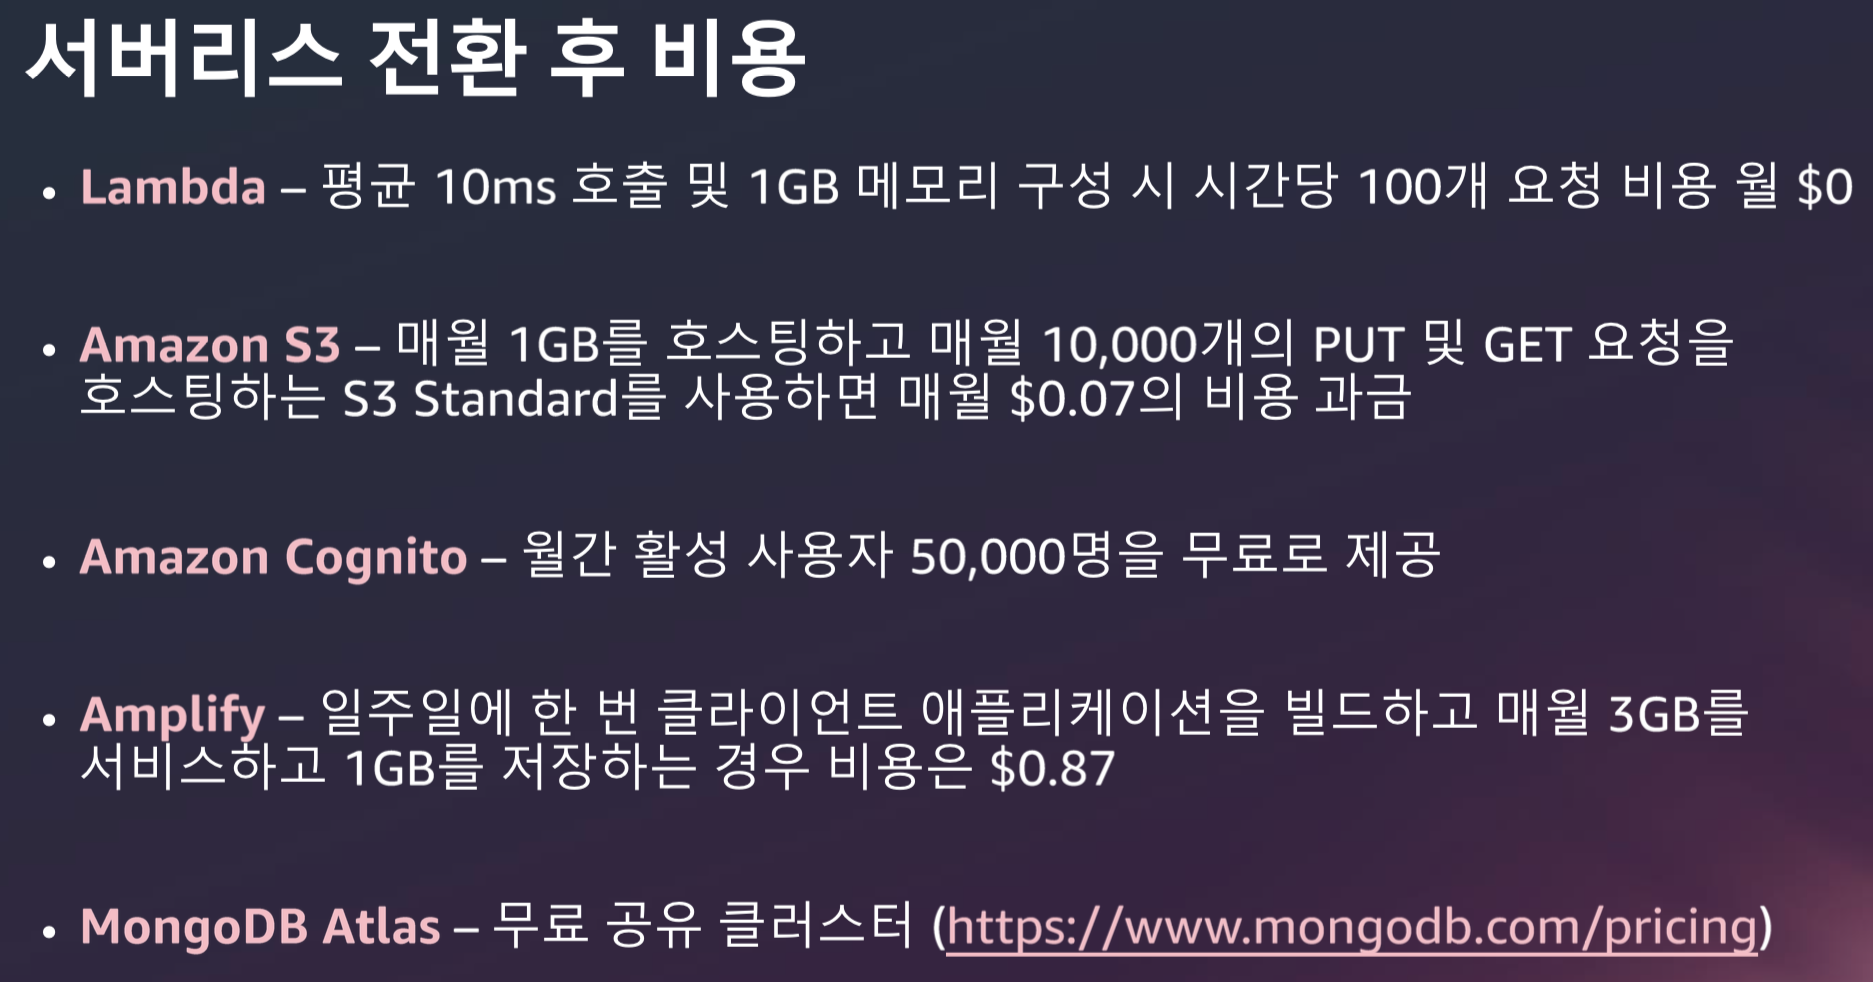 서버리스 전환 후 비용
• Lambda – 평균 10ms 호출 및 1GB 메모리 구성 시 시간당 100개 요청 비용 월 $0
• Amazon S3 – 매월 1GB를 호스팅하고 매월 10,000개의 PUT 및 GET 요청을
호스팅하는 S3 Standard를 사용하면 매월 $0.07의 비용 과금
• Amazon Cognito – 월간 활성 사용자 50,000명을 무료로 제공
• Amplify – 일주일에 한 번 클라이언트 애플리케이션을 빌드하고 매월 3GB를
서비스하고 1GB를 저장하는 경우 비용은 $0.87
• MongoDB Atlas – 무료 공유 클러스터 (https://www.mongodb.com/pricing)